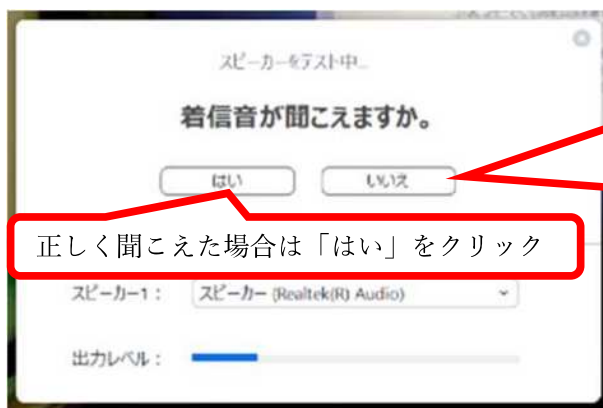 スピーカーをテスト中...
着信音が聞こえますか。
はい
いいえ
正しく聞こえた場合は「はい」をクリック
スピーカー1：
スピーカー (Realtek(R) Audio)
出力レベル：